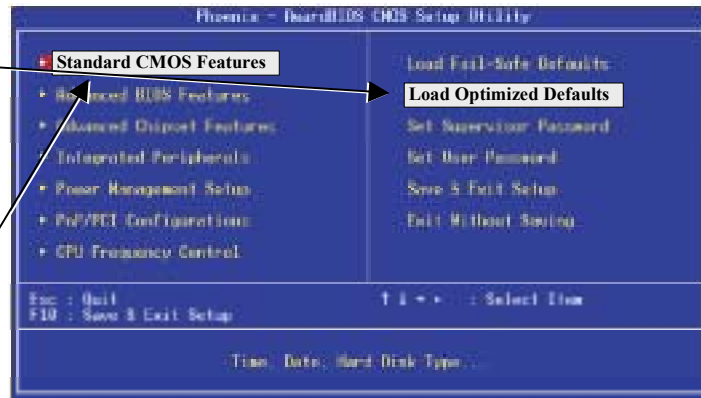 Phoenix - AwardBIOS CMOS Setup Utility
Standard CMOS Features
Advanced BIOS Features
Advanced Chipset Features
Integrated Peripherals
Power Management Setup
PnP/PCI Configurations
CPU Frequency Control
Load Fail-Safe Defaults
Load Optimized Defaults
Set Supervisor Password
Set User Password
Save & Exit Setup
Exit Without Saving
Esc : Quit
F10 : Save & Exit Setup
↑ ↓ → ← : Select Item
Time, Date, Hard Disk Type...